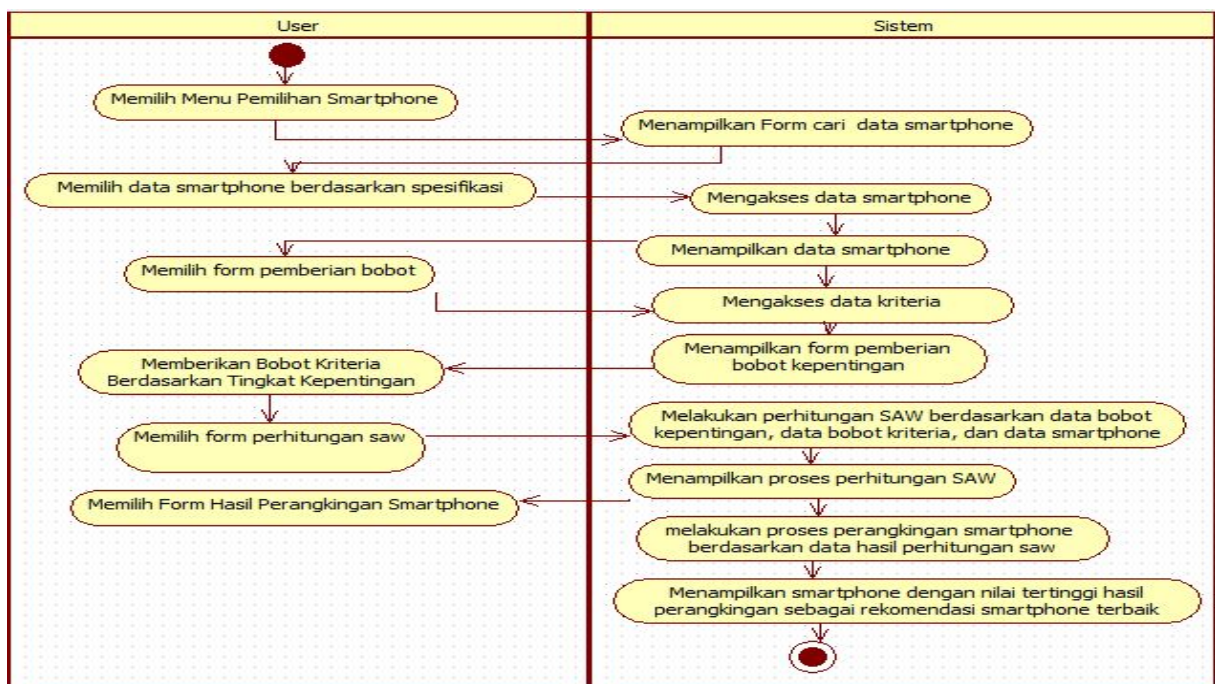 User
Sistem
Memilih Menu Pemilihan Smartphone
Menampilkan Form cari data smartphone
Memilih data smartphone berdasarkan spesifikasi
Mengakses data smartphone
Menampilkan data smartphone
Memilih form pemberian bobot
Mengakses data kriteria
Menampilkan form pemberian
bobot kepentingan
Memberikan Bobot Kriteria
Berdasarkan Tingkat Kepentingan
Memilih form perhitungan saw
Melakukan perhitungan SAW berdasarkan data bobot
kepentingan, data bobot kriteria, dan data smartphone
Menampilkan proses perhitungan SAW
Memilih Form Hasil Perangkingan Smartphone
melakukan proses perangkingan smartphone
berdasarkan data hasil perhitungan saw
Menampilkan smartphone dengan nilai tertinggi hasil
perangkingan sebagai rekomendasi smartphone terbaik